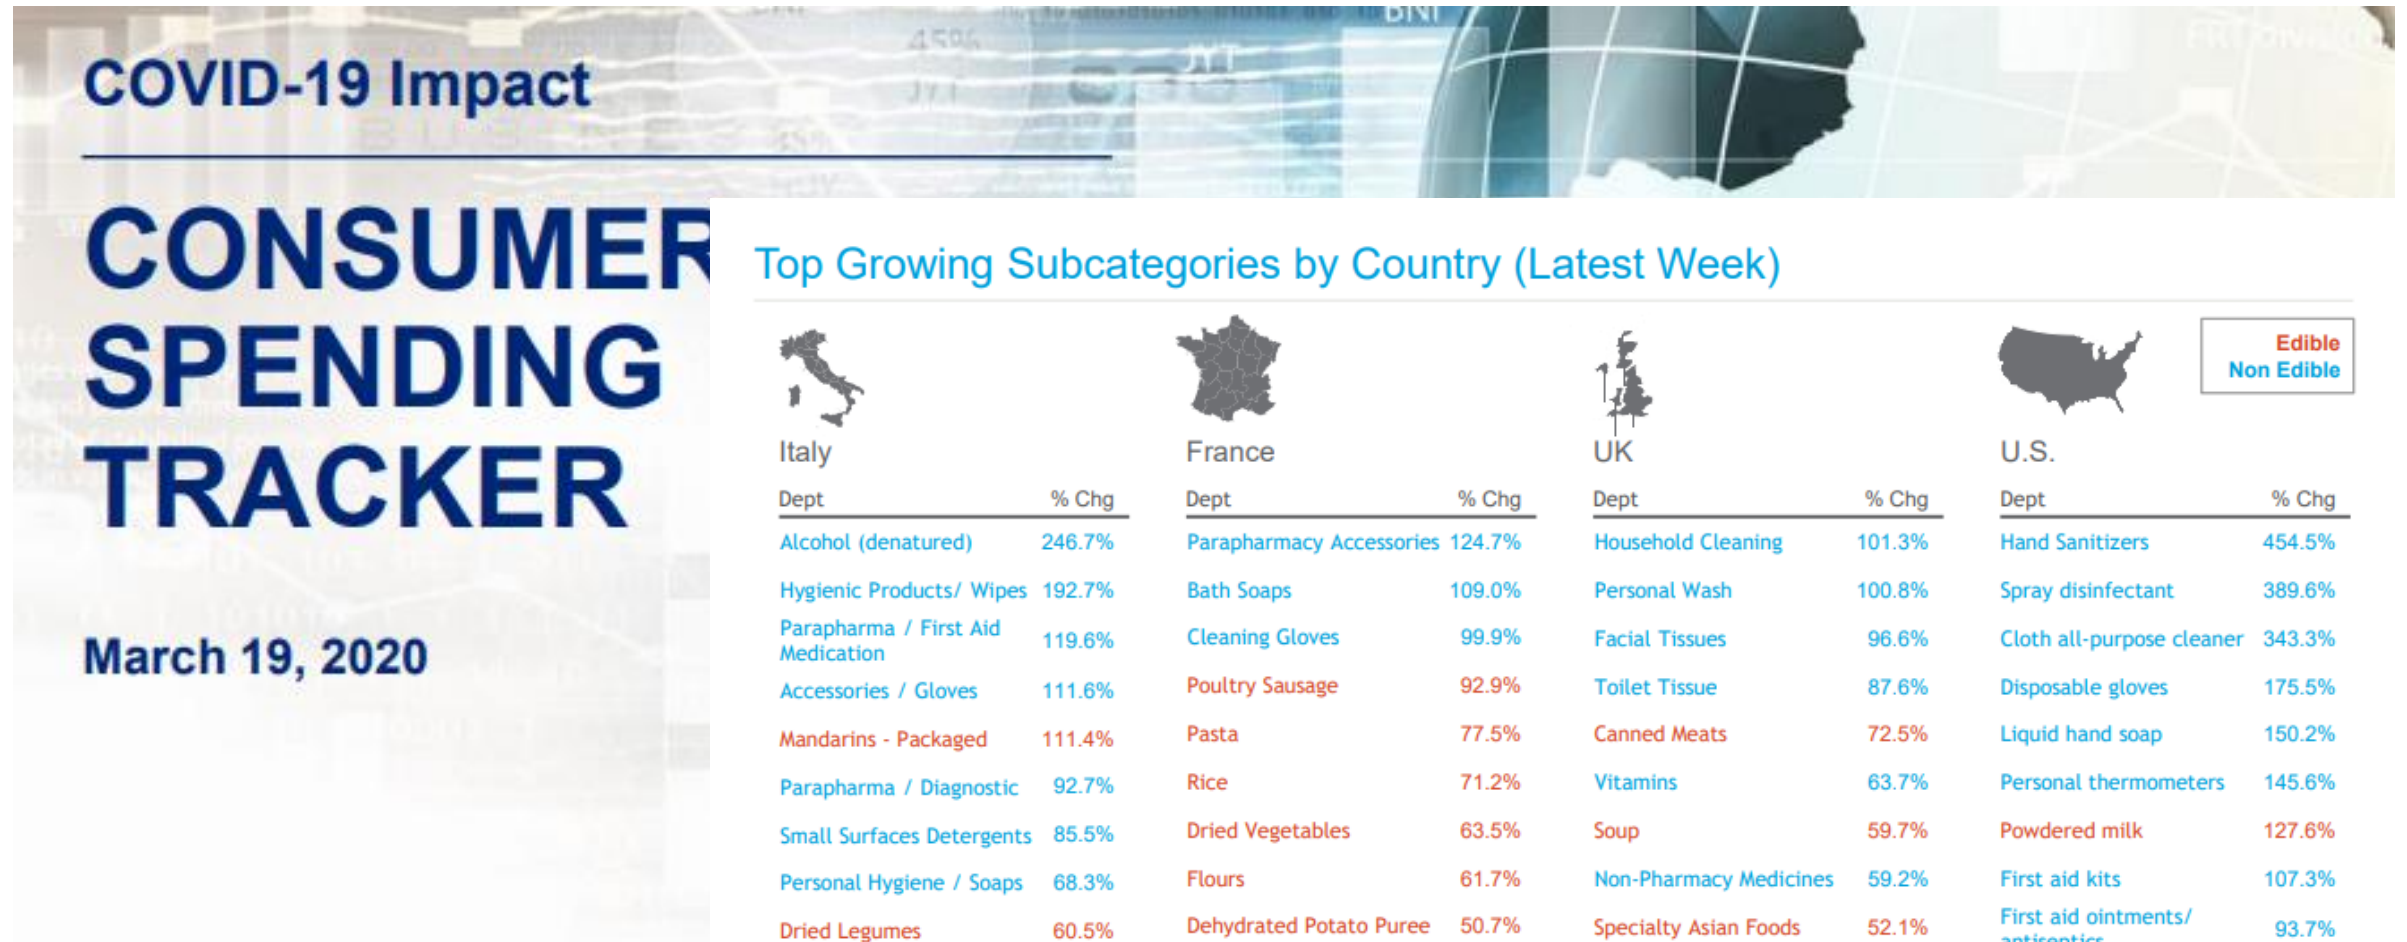 COVID-19 Impact
CONSUMER
SPENDING
TRACKER
March 19, 2020
45%
JYT
BNI
JYT
BUSINESS
Top Growing Subcategories by Country (Latest Week)
Edible
Non Edible
Italy
Dept % Chg
Alcohol (denatured) 246.7%
Hygienic Products/ Wipes 192.7%
Parapharma / First Aid
Medication 119.6%
Accessories / Gloves 111.6%
Mandarins - Packaged 111.4%
Parapharma / Diagnostic 92.7%
Small Surfaces Detergents 85.5%
Personal Hygiene / Soaps 68.3%
Dried Legumes 60.5%
France
Dept % Chg
Parapharmacy Accessories 124.7%
Bath Soaps 109.0%
Cleaning Gloves 99.9%
Poultry Sausage 92.9%
Pasta 77.5%
Rice 71.2%
Dried Vegetables 63.5%
Flours 61.7%
Dehydrated Potato Puree 50.7%
UK
Dept % Chg
Household Cleaning 101.3%
Personal Wash 100.8%
Facial Tissues 96.6%
Toilet Tissue 87.6%
Canned Meats 72.5%
Vitamins 63.7%
Soup 59.7%
Non-Pharmacy Medicines 59.2%
Specialty Asian Foods 52.1%
U.S.
Dept % Chg
Hand Sanitizers 454.5%
Spray disinfectant 389.6%
Cloth all-purpose cleaner 343.3%
Disposable gloves 175.5%
Liquid hand soap 150.2%
Personal thermometers 145.6%
Powdered milk 127.6%
First aid kits 107.3%
First aid ointments/
antiseptics 93.7%